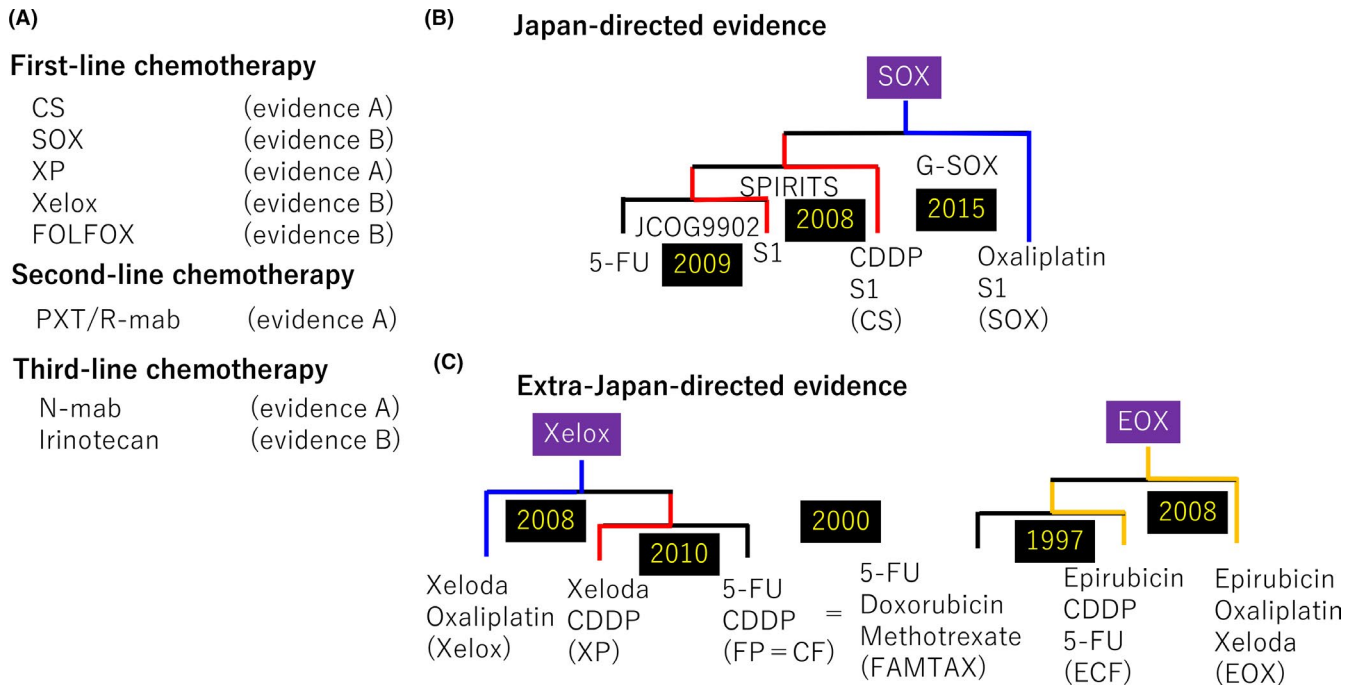 (A)
First-line chemotherapy
CS (evidence A)
SOX (evidence B)
XP (evidence A)
Xelox (evidence B)
FOLFOX (evidence B)
Second-line chemotherapy
PXT/R-mab (evidence A)
Third-line chemotherapy
N-mab (evidence A)
Irinotecan (evidence B)
(B)
Japan-directed evidence
SOX
G-SOX
2015
SPIRITS
2008
JCOG9902
2009
5-FU
S1
CDDP
S1
(CS)
Oxaliplatin
S1
(SOX)
(C)
Extra-Japan-directed evidence
Xelox
EOX
2008
2010
2000
1997
2008
Xeloda
Oxaliplatin
(Xelox)
Xeloda
CDDP
(XP)
5-FU
CDDP
(FP=CF)
=
5-FU
Doxorubicin
Methotrexate
(FAMTAX)
Epirubicin
CDDP
5-FU
(ECF)
Epirubicin
Oxaliplatin
Xeloda
(EOX)